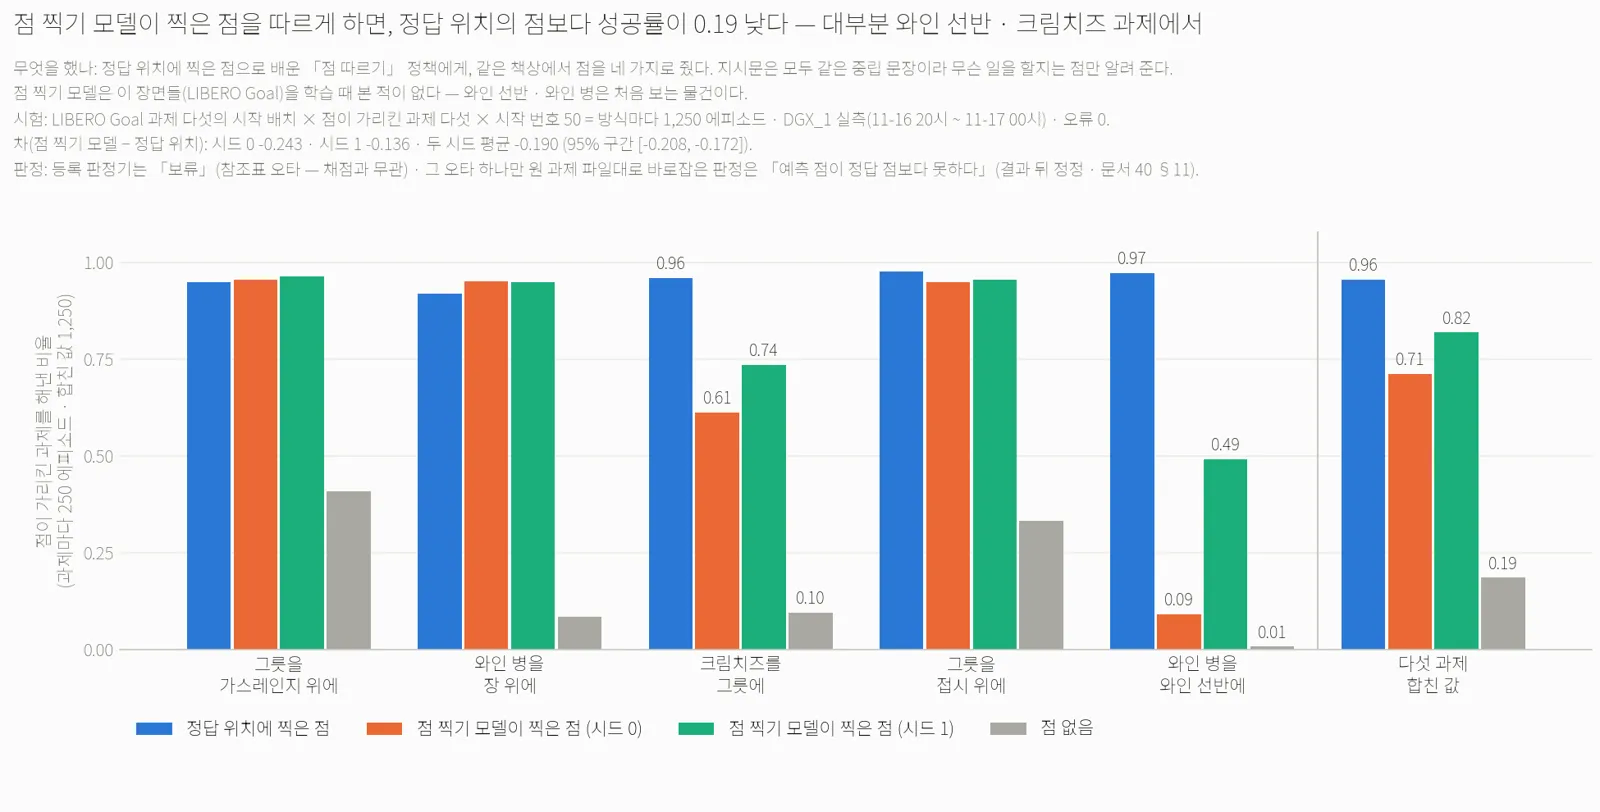 점 찍기 모델이 찍은 점을 따르게 하면, 정답 위치의 점보다 성공률이 0.19 낮다 — 대부분 와인 선반 · 크림치즈 과제에서
무엇을 했나: 정답 위치에 찍은 점으로 배운 「점 따르기」 정책에게, 같은 책상에서 점을 네 가지로 줬다. 지시문은 모두 같은 중립 문장이라 무슨 일을 할지는 점만 알려 준다.
점 찍기 모델은 이 장면들(LIBERO Goal)을 학습 때 본 적이 없다 — 와인 선반 · 와인 병은 처음 보는 물건이다.
시험: LIBERO Goal 과제 다섯의 시작 배치 × 점이 가리킨 과제 다섯 × 시작 번호 50 = 방식마다 1,250 에피소드 · DGX_1 실측(11-16 20시 ~ 11-17 00시) · 오류 0.
차(점 찍기 모델 − 정답 위치): 시드 0 -0.243 · 시드 1 -0.136 · 두 시드 평균 -0.190 (95% 구간 [-0.208, -0.172]).
판정: 등록 판정기는 「보류」(참조표 오타 — 채점과 무관) · 그 오타 하나만 원 과제 파일대로 바로잡은 판정은 「예측 점이 정답 점보다 못하다」(결과 뒤 정정 · 문서 40 §11).
점이 가리킨 과제를 해낸 비율
(과제마다 250 에피소드 · 합친 값 1,250)
1.00
0.75
0.50
0.25
0.00
0.96
0.61
0.74
0.10
0.97
0.09
0.49
0.01
0.96
0.71
0.82
0.19
그릇을
가스레인지 위에
와인 병을
장 위에
크림치즈를
그릇에
그릇을
접시 위에
와인 병을
와인 선반에
다섯 과제
합친 값
정답 위치에 찍은 점
점 찍기 모델이 찍은 점 (시드 0)
점 찍기 모델이 찍은 점 (시드 1)
점 없음